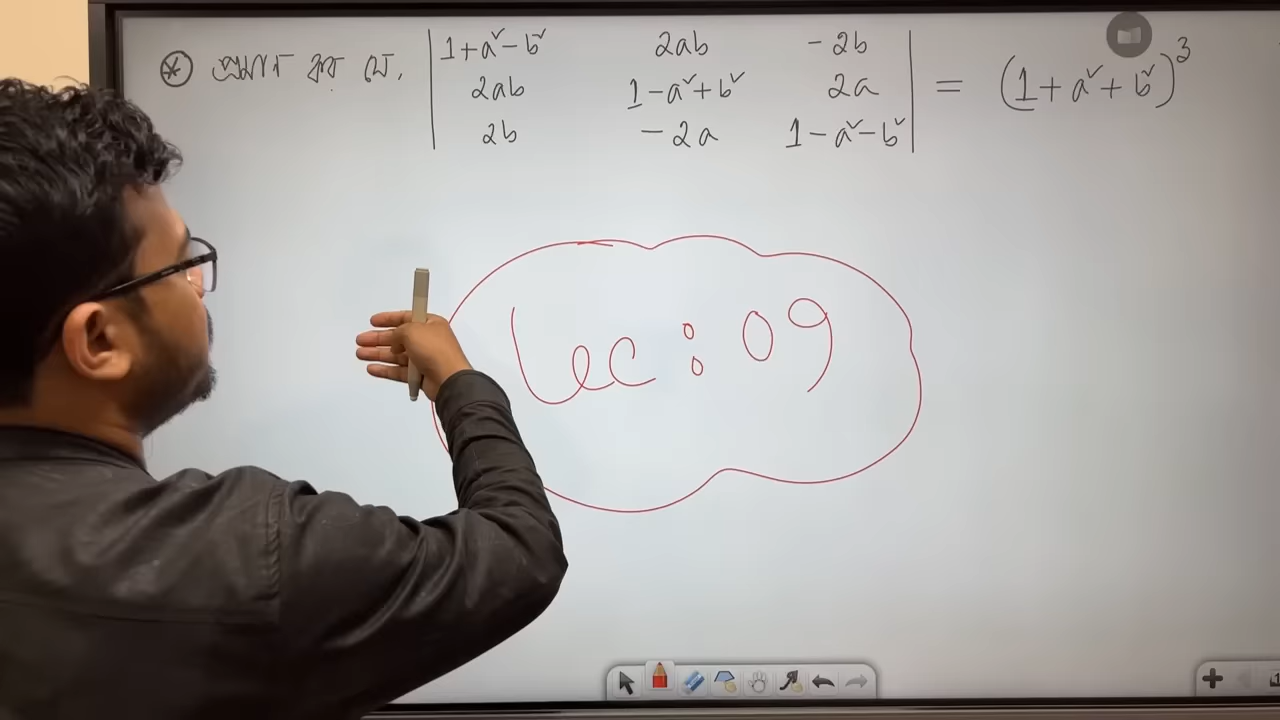 * প্রমাণ কর যে, | 1+a²-b² 2ab -2b |
| 2ab 1-a²+b² 2a | = (1+a²+b²)³
| 2b -2a 1-a²-b² |
Lec : 09